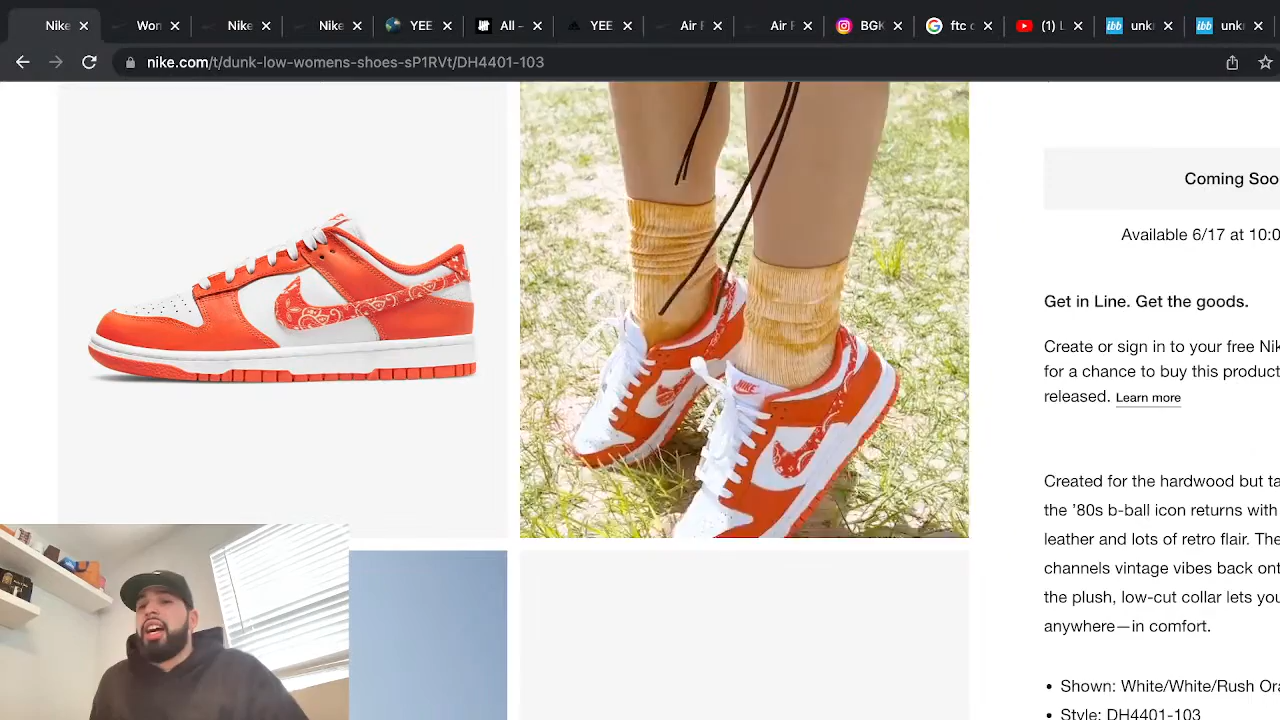 Nike
Won
Nike
Nike
YEE
All –
YEE
Air F
Air F
BGK
ftc c
(1) L
ibb
unk
ibb
unk
nike.com/t/dunk-low-womens-shoes-sP1RVt/DH4401-103
NIKE
Coming Soo
Available 6/17 at 10:0
Get in Line. Get the goods.
Create or sign in to your free Nik
for a chance to buy this product
released. Learn more
Created for the hardwood but ta
the '80s b-ball icon returns with
leather and lots of retro flair. The
channels vintage vibes back ont
the plush, low-cut collar lets you
anywhere—in comfort.
• Shown: White/White/Rush Ora
• Style: DH4401-103